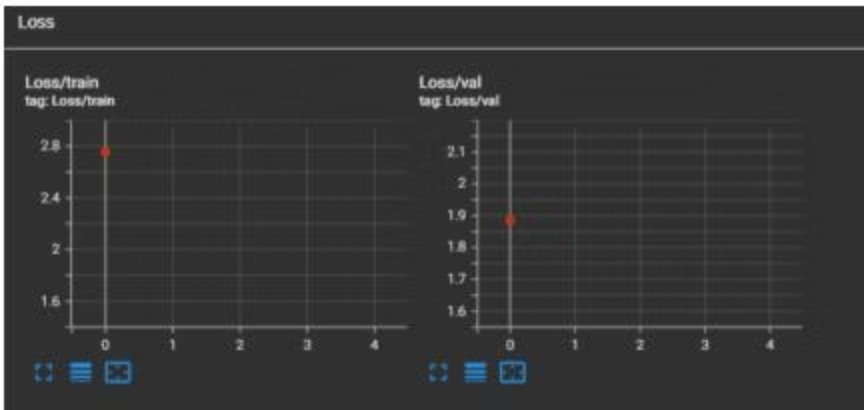 Loss
Loss/train
tag: Loss/train
2.8
2.4
2
1.6
0 1 2 3 4
Loss/val
tag: Loss/val
2.1
2
1.9
1.8
1.7
1.6
0 1 2 3 4